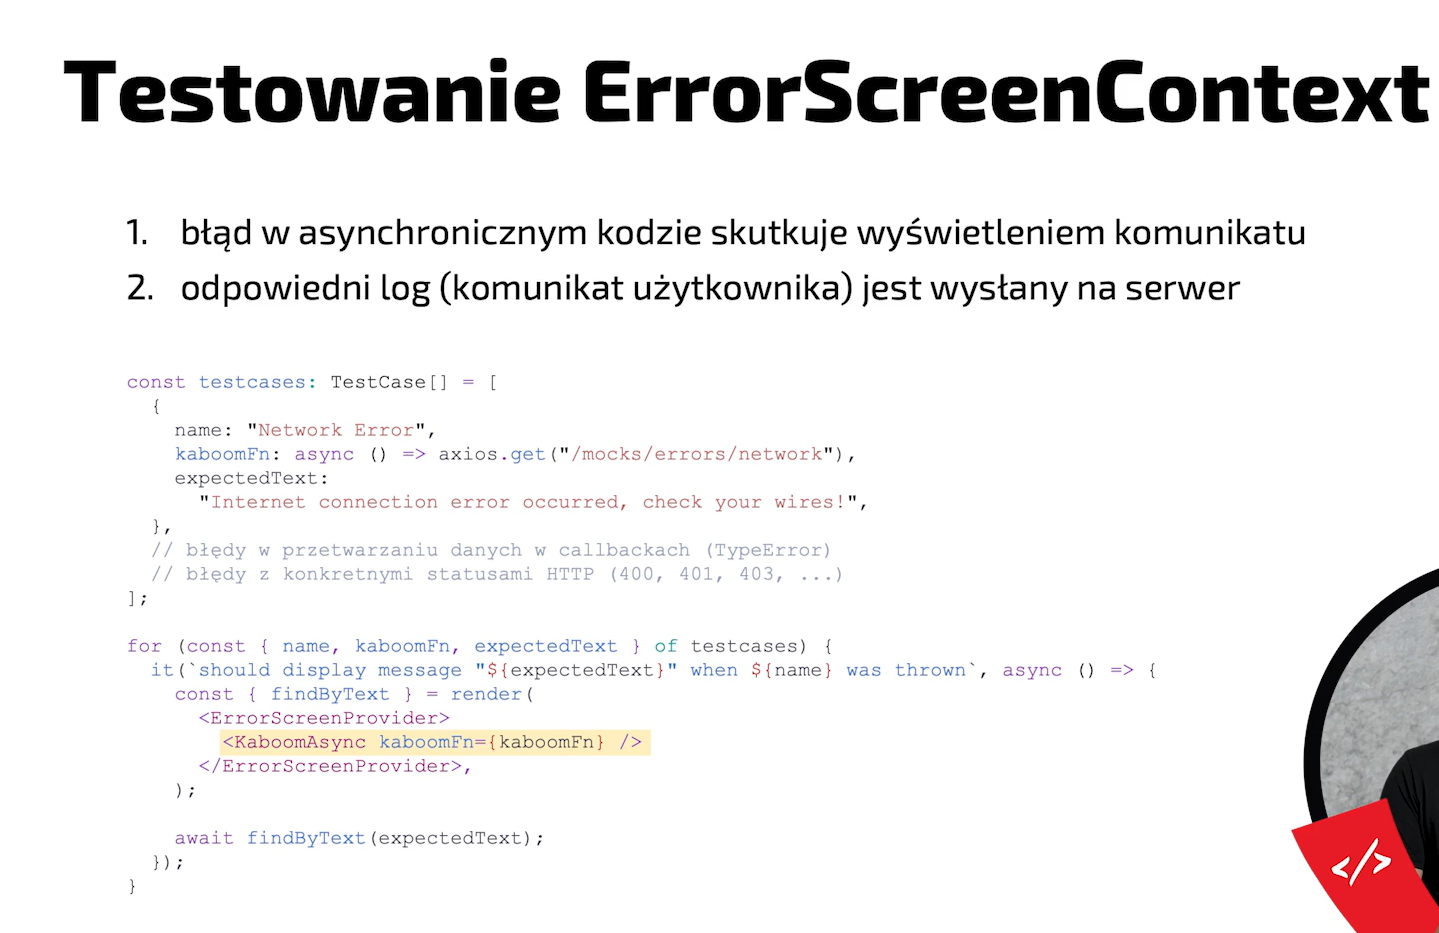 Testowanie ErrorScreenContext
1. błąd w asynchronicznym kodzie skutkuje wyświetleniem komunikatu
2. odpowiedni log (komunikat użytkownika) jest wysłany na serwer
const testcases: TestCase[] = [
  {
    name: "Network Error",
    kaboomFn: async () => axios.get("/mocks/errors/network"),
    expectedText:
      "Internet connection error occurred, check your wires!",
  },
  // błędy w przetwarzaniu danych w callbackach (TypeError)
  // błędy z konkretnymi statusami HTTP (400, 401, 403, ...)
];
for (const { name, kaboomFn, expectedText } of testcases) {
  it(`should display message "${expectedText}" when ${name} was thrown`, async () => {
    const { findByText } = render(
      <ErrorScreenProvider>
        <KaboomAsync kaboomFn={kaboomFn} />
      </ErrorScreenProvider>,
    );
    await findByText(expectedText);
  });
}
</>